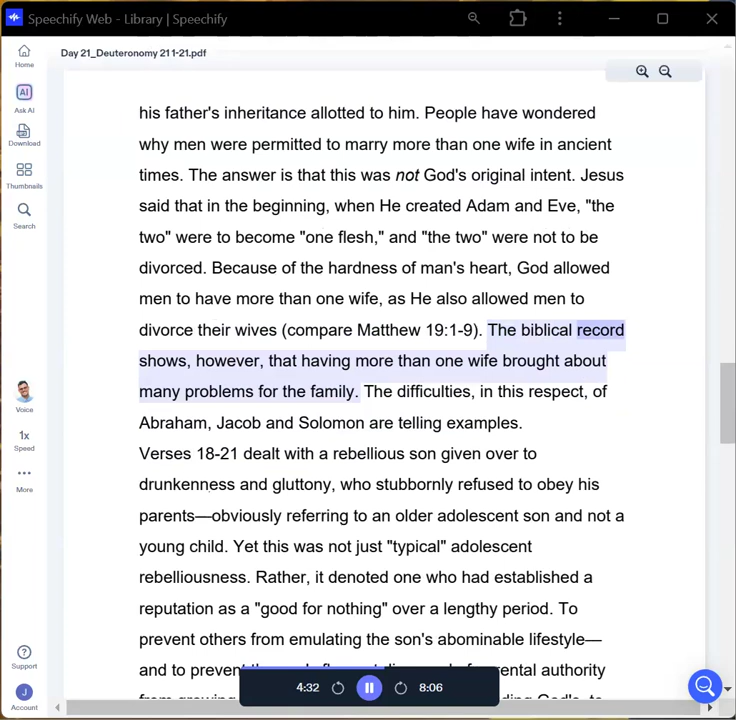 Speechify Web - Library | Speechify
Day 21_Deuteronomy 21 1-21.pdf
Home
Ask AI
Download
Thumbnails
Search
Voice
1x
Speed
More
Support
J
Account
his father's inheritance allotted to him. People have wondered
why men were permitted to marry more than one wife in ancient
times. The answer is that this was not God's original intent. Jesus
said that in the beginning, when He created Adam and Eve, "the
two" were to become "one flesh," and "the two" were not to be
divorced. Because of the hardness of man's heart, God allowed
men to have more than one wife, as He also allowed men to
divorce their wives (compare Matthew 19:1-9). The biblical record
shows, however, that having more than one wife brought about
many problems for the family. The difficulties, in this respect, of
Abraham, Jacob and Solomon are telling examples.
Verses 18-21 dealt with a rebellious son given over to
drunkenness and gluttony, who stubbornly refused to obey his
parents—obviously referring to an older adolescent son and not a
young child. Yet this was not just "typical" adolescent
rebelliousness. Rather, it denoted one who had established a
reputation as a "good for nothing" over a lengthy period. To
prevent others from emulating the son's abominable lifestyle—
and to prevent
authority
4:32
8:06